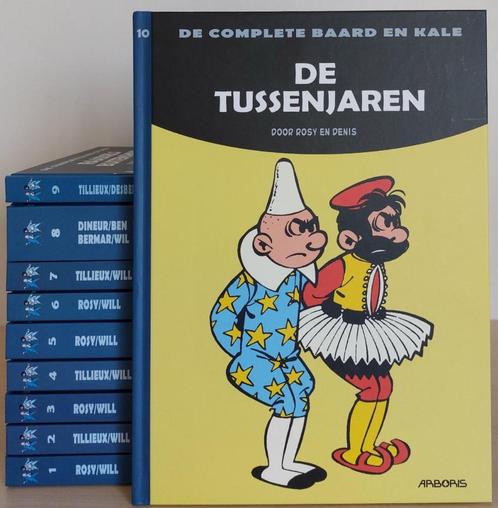 10 DE COMPLETE BAARD EN KALE
DE
TUSSENJAREN
DOOR ROSY EN DENIS
ARBORIS
9 TILLIEUX/DESBE
8 DINEUR/BEN
BERMAR/WIL
7 TILLIEUX/WILL
6 ROSY/WILL
5 ROSY/WILL
4 TILLIEUX/WILL
3 ROSY/WILL
2 TILLIEUX/WILL
1 ROSY/WILL